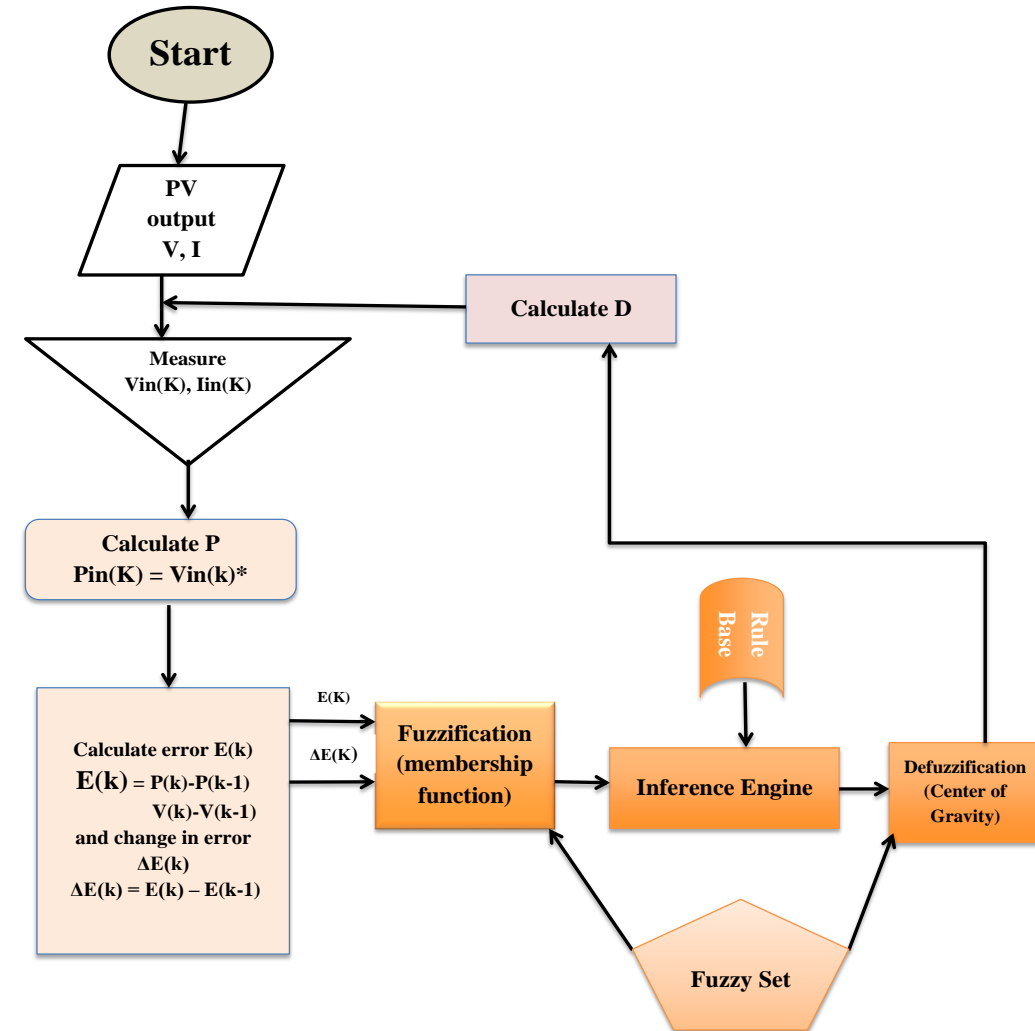 Start
PV
output
V, I
Calculate D
Measure
Vin(K), Iin(K)
Calculate P
Pin(K) = Vin(k)*
Rule
Base
E(K)
ΔE(K)
Calculate error E(k)
E(k) = P(k)-P(k-1)
V(k)-V(k-1)
and change in error
ΔE(k)
ΔE(k) = E(k) – E(k-1)
Fuzzification
(membership
function)
Inference Engine
Defuzzification
(Center of
Gravity)
Fuzzy Set